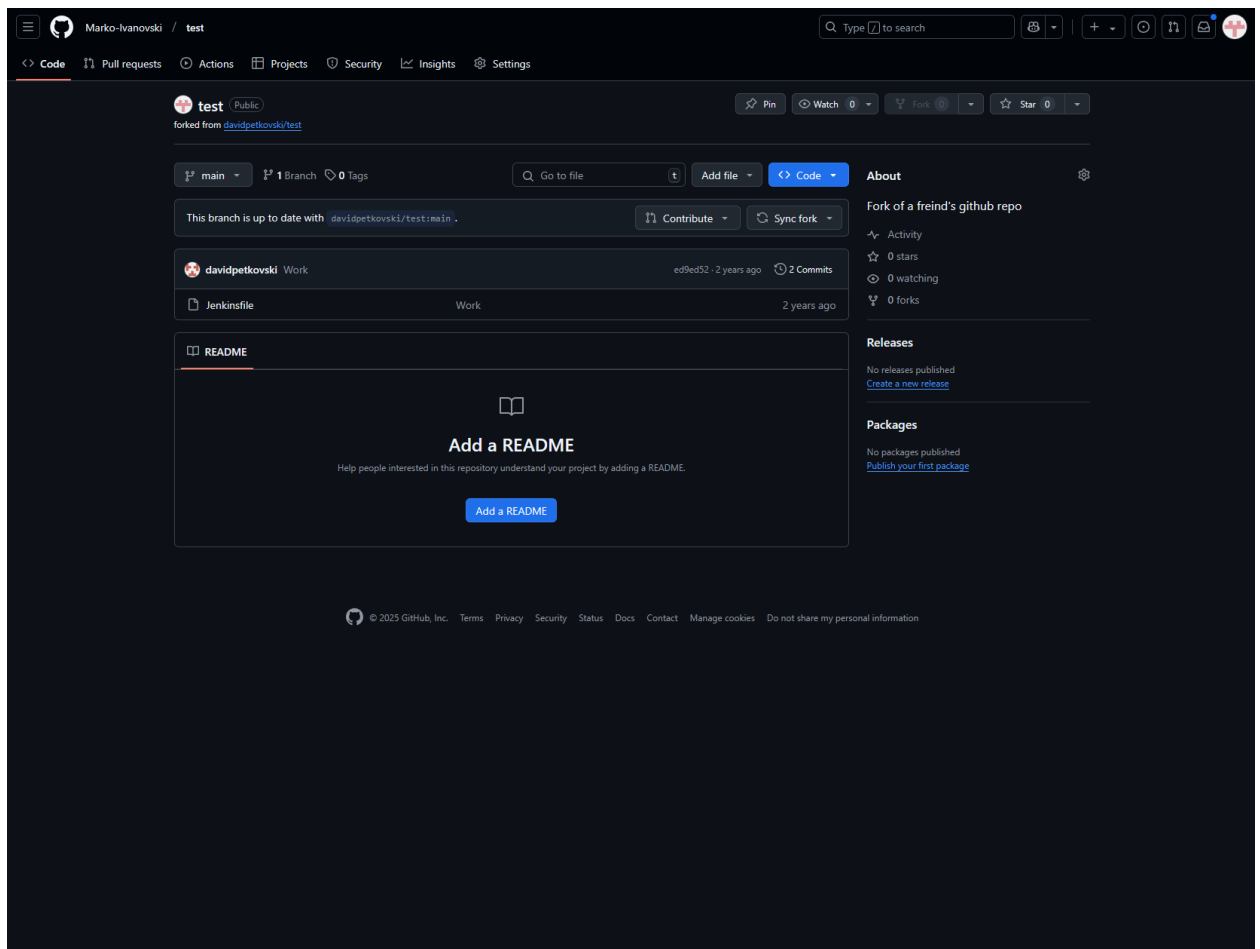 Marko-Ivanovski / test
Type / to search
Code Pull requests Actions Projects Security Insights Settings
test Public
Pin Watch 0 Fork 0 Star 0
forked from davidpetkovski/test
main 1 Branch 0 Tags Go to file t Add file Code
This branch is up to date with davidpetkovski/test:main .
Contribute Sync fork
davidpetkovski Work ed9ed52 · 2 years ago 2 Commits
Jenkinsfile Work 2 years ago
README
Add a README
Help people interested in this repository understand your project by adding a README.
Add a README
About
Fork of a freind's github repo
Activity
0 stars
0 watching
0 forks
Releases
No releases published
Create a new release
Packages
No packages published
Publish your first package
© 2025 GitHub, Inc. Terms Privacy Security Status Docs Contact Manage cookies Do not share my personal information